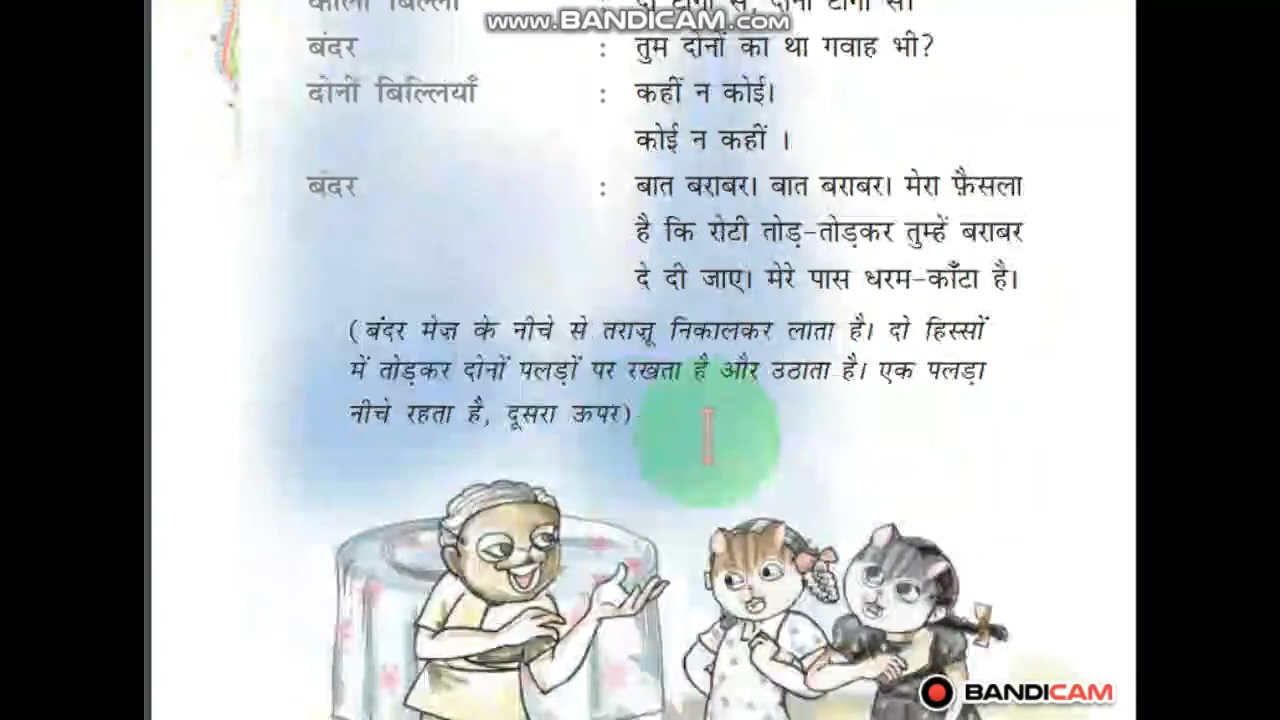 www.BANDICAM.com
काली बिल्ली : दो टाँगों से, दोनों टाँगों से।
बंदर : तुम दोनों का था गवाह भी?
दोनों बिल्लियाँ : कहीं न कोई।
कोई न कहीं ।
बंदर : बात बराबर। बात बराबर। मेरा फ़ैसला
है कि रोटी तोड़-तोड़कर तुम्हें बराबर
दे दी जाए। मेरे पास धरम-काँटा है।
(बंदर मेज़ के नीचे से तराज़ू निकालकर लाता है। दो हिस्सों
में तोड़कर दोनों पलड़ों पर रखता है और उठाता है। एक पलड़ा
नीचे रहता है, दूसरा ऊपर)
BANDICAM